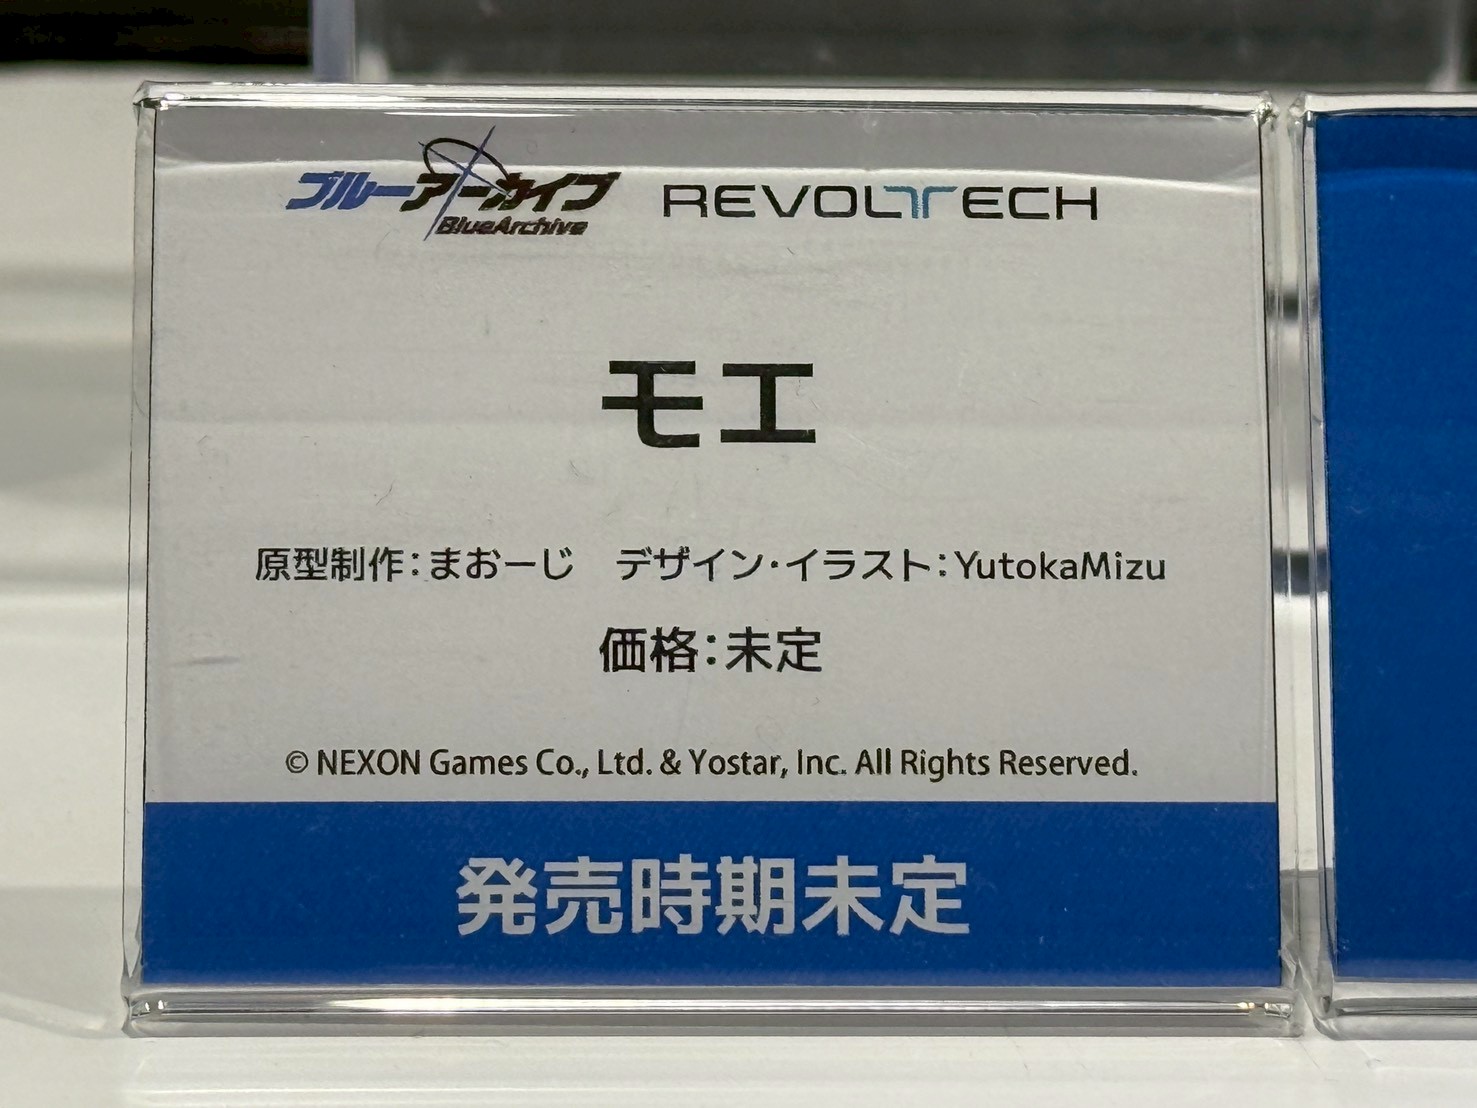 ブルーアーカイブ REVOLTECH
BlueArchive
モエ
原型制作：まおーじ　デザイン・イラスト：YutokaMizu
価格：未定
© NEXON Games Co., Ltd. & Yostar, Inc. All Rights Reserved.
発売時期未定